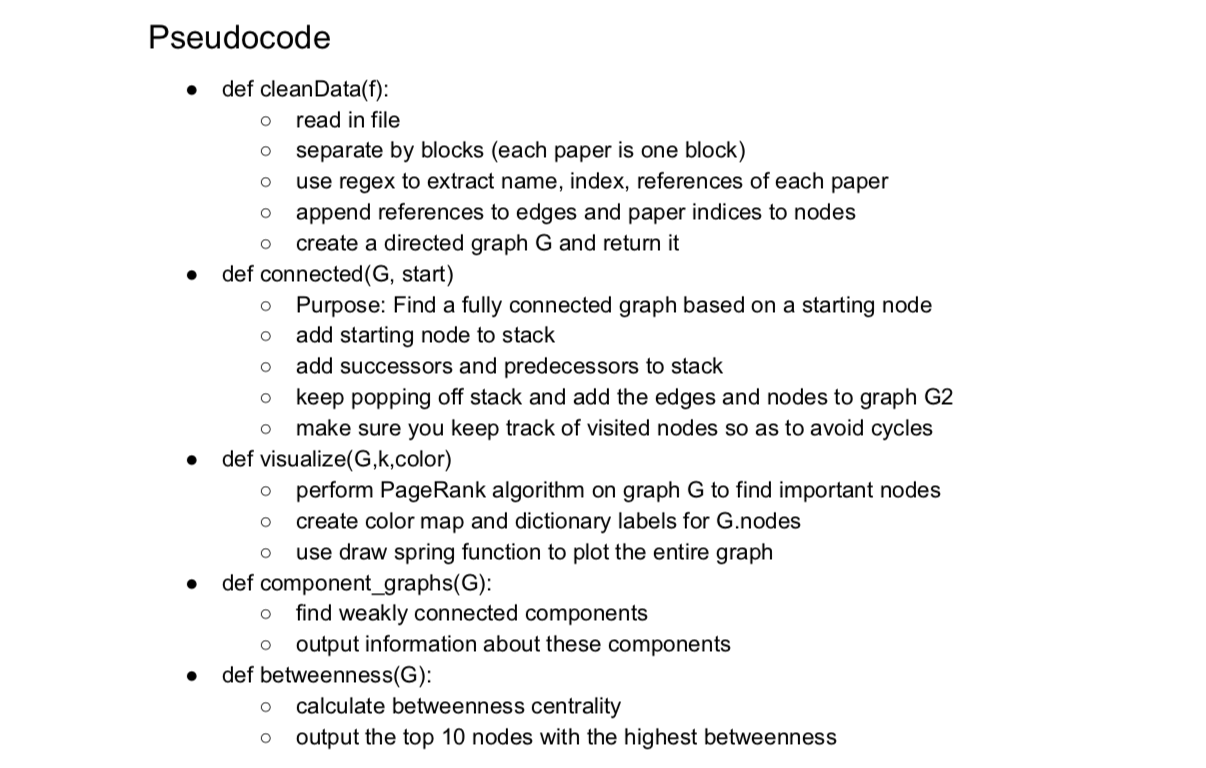 Pseudocode
● def cleanData(f):
○ read in file
○ separate by blocks (each paper is one block)
○ use regex to extract name, index, references of each paper
○ append references to edges and paper indices to nodes
○ create a directed graph G and return it
● def connected(G, start)
○ Purpose: Find a fully connected graph based on a starting node
○ add starting node to stack
○ add successors and predecessors to stack
○ keep popping off stack and add the edges and nodes to graph G2
○ make sure you keep track of visited nodes so as to avoid cycles
● def visualize(G,k,color)
○ perform PageRank algorithm on graph G to find important nodes
○ create color map and dictionary labels for G.nodes
○ use draw spring function to plot the entire graph
● def component_graphs(G):
○ find weakly connected components
○ output information about these components
● def betweenness(G):
○ calculate betweenness centrality
○ output the top 10 nodes with the highest betweenness